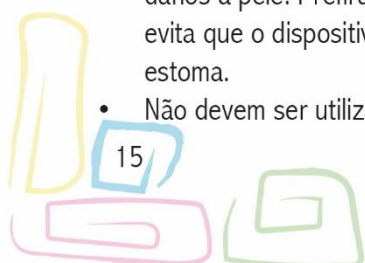 danos à pele. Prefira
evita que o dispositiv
estoma.
• Não devem ser utiliz
15